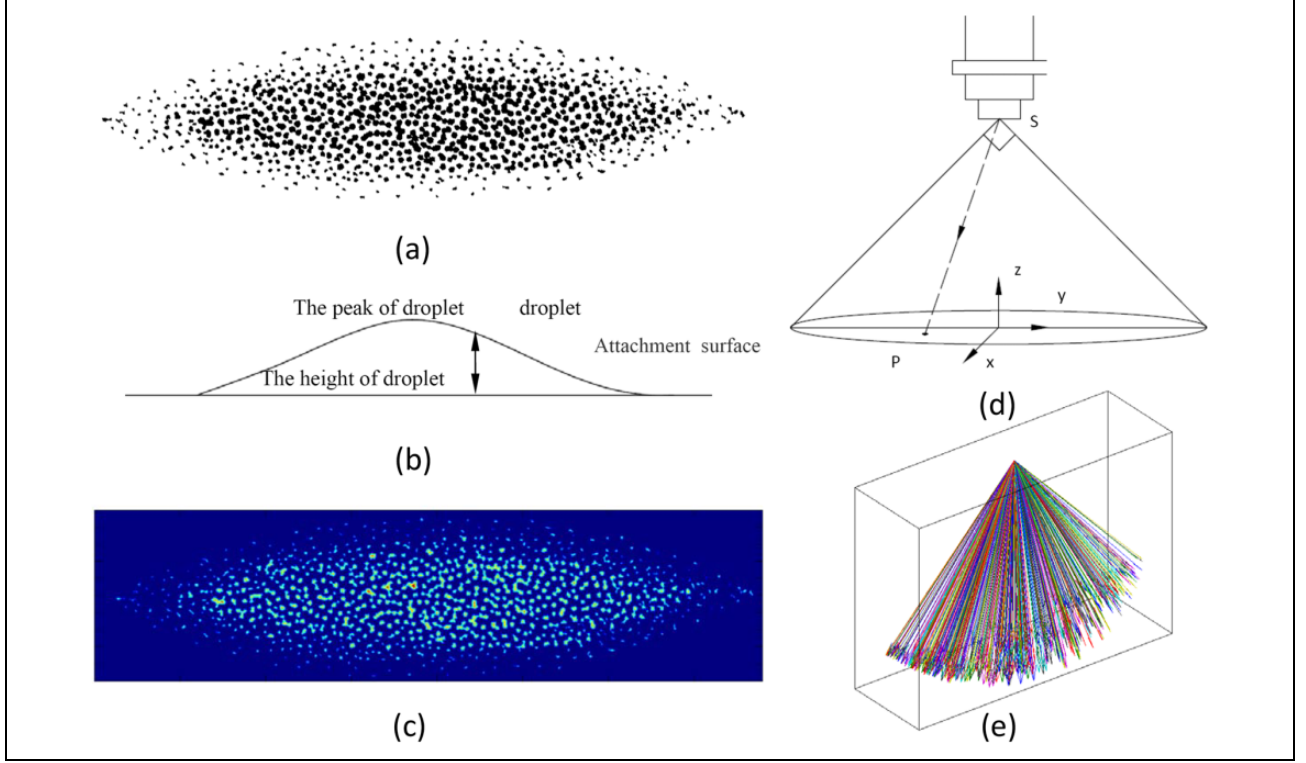 (a)
The peak of droplet droplet
Attachment surface
The height of droplet
(b)
(c)
S
z
y
P
x
(d)
(e)